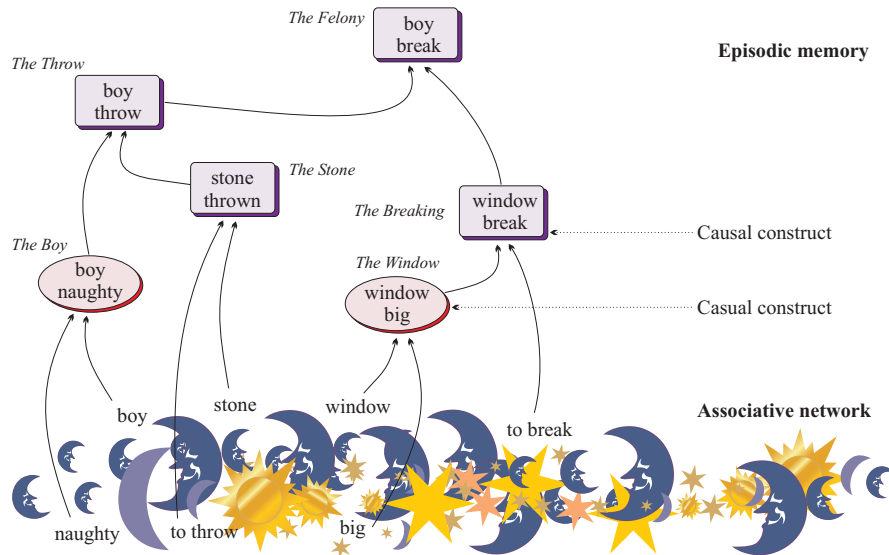 The Felony
boy
break
Episodic memory
The Throw
boy
throw
The Stone
stone
thrown
The Breaking
window
break
Causal construct
The Boy
boy
naughty
The Window
window
big
Casual construct
boy
stone
window
to break
Associative network
naughty
to throw
big